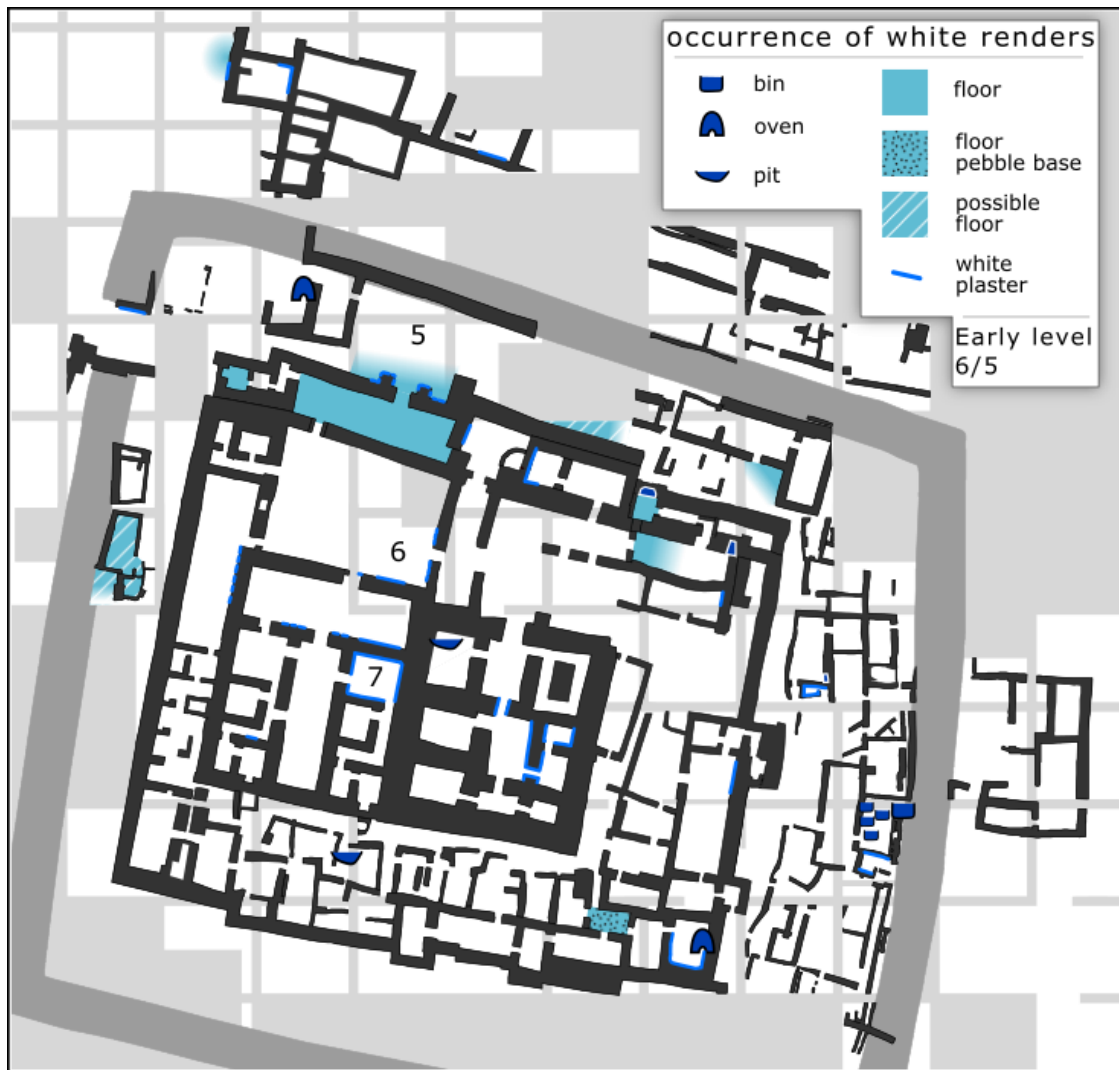 occurrence of white renders
bin
oven
pit
floor
floor
pebble base
possible
floor
white
plaster
Early level
6/5
5
6
7